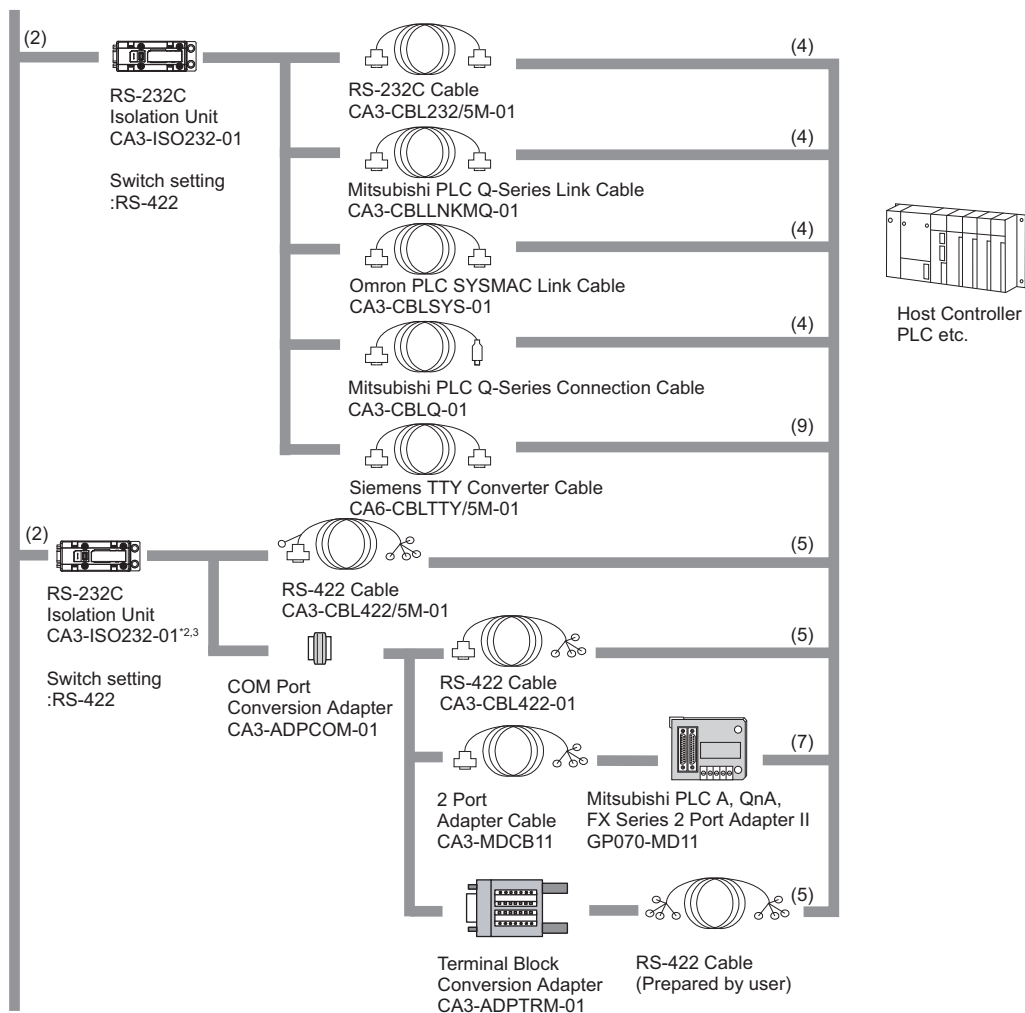 (2)
RS-232C
Isolation Unit
CA3-ISO232-01
Switch setting
:RS-422
(4)
RS-232C Cable
CA3-CBL232/5M-01
(4)
Mitsubishi PLC Q-Series Link Cable
CA3-CBLLNKMQ-01
(4)
Omron PLC SYSMAC Link Cable
CA3-CBLSYS-01
(4)
Mitsubishi PLC Q-Series Connection Cable
CA3-CBLQ-01
(9)
Siemens TTY Converter Cable
CA6-CBLTTY/5M-01
Host Controller
PLC etc.
(2)
RS-232C
Isolation Unit
CA3-ISO232-01*2,3
Switch setting
:RS-422
(5)
RS-422 Cable
CA3-CBL422/5M-01
COM Port
Conversion Adapter
CA3-ADPCOM-01
(5)
RS-422 Cable
CA3-CBL422-01
(7)
2 Port
Adapter Cable
CA3-MDCB11
Mitsubishi PLC A, QnA,
FX Series 2 Port Adapter II
GP070-MD11
(5)
Terminal Block
Conversion Adapter
CA3-ADPTRM-01
RS-422 Cable
(Prepared by user)